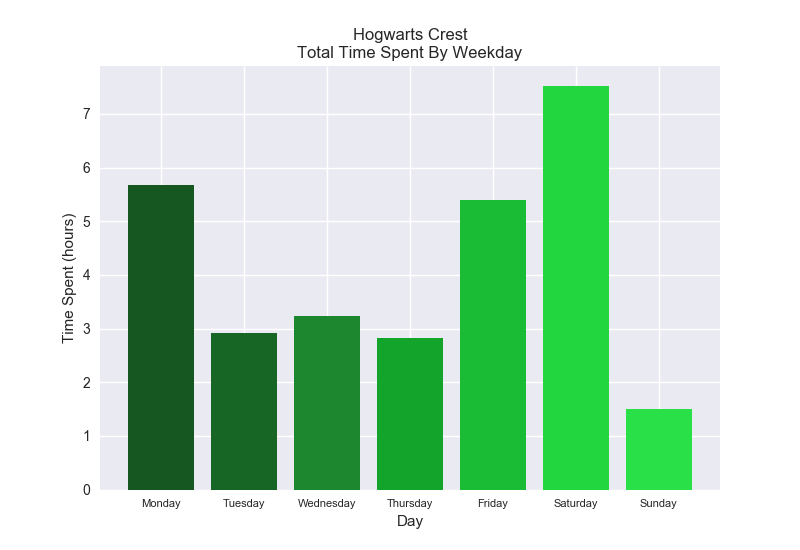 Hogwarts Crest
Total Time Spent By Weekday
Time Spent (hours)
7
6
5
4
3
2
1
0
Monday Tuesday Wednesday Thursday Friday Saturday Sunday
Day